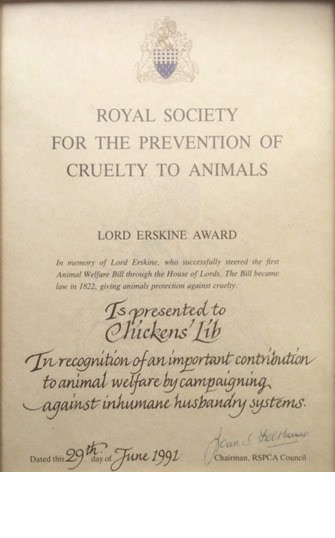 ROYAL SOCIETY
FOR THE PREVENTION OF
CRUELTY TO ANIMALS
LORD ERSKINE AWARD
In memory of Lord Erskine, who successfully steered the first
Animal Welfare Bill through the House of Lords. The Bill became
law in 1822, giving animals protection against cruelty.
Is presented to
Chickens' Lib
In recognition of an important contribution
to animal welfare by campaigning
against inhumane husbandry systems.
Dated this 29th day of June 1991
Chairman, RSPCA Council